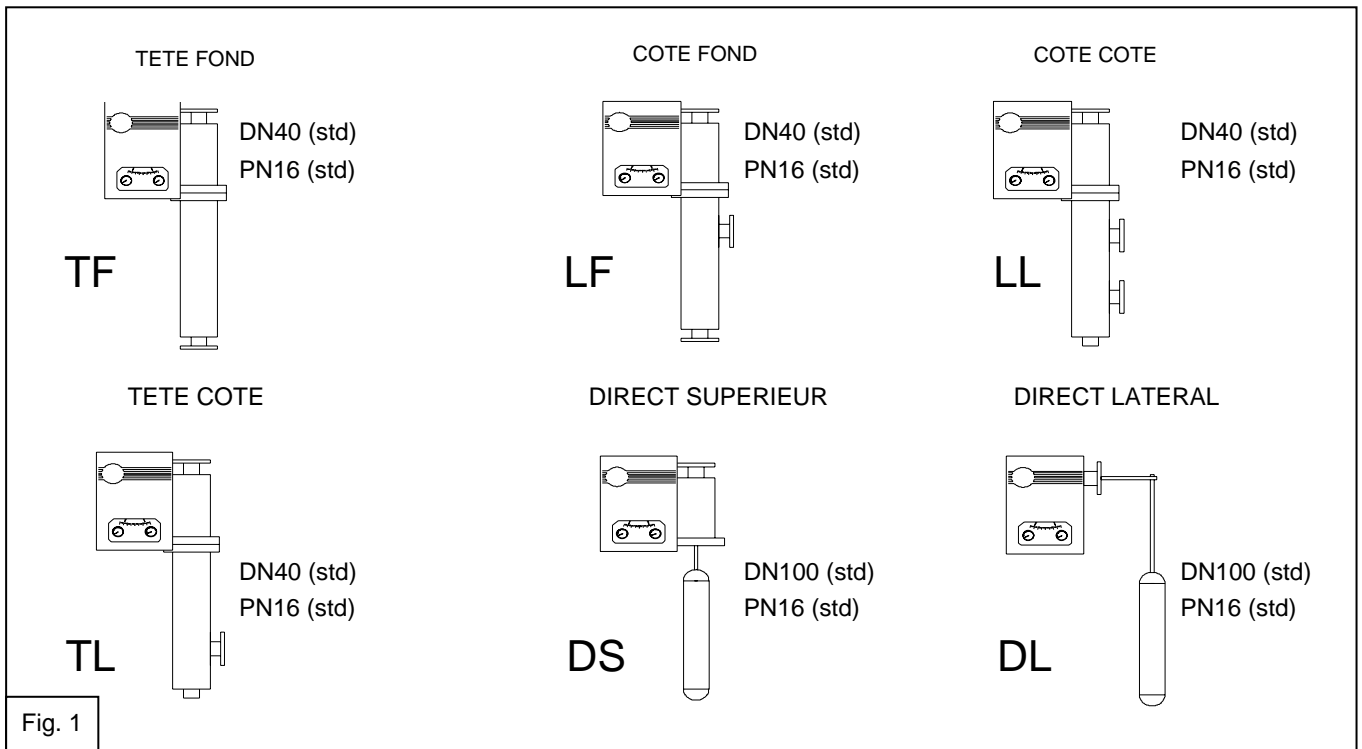 TETE FOND
DN40 (std)
PN16 (std)
TF
COTE FOND
DN40 (std)
PN16 (std)
LF
COTE COTE
DN40 (std)
PN16 (std)
LL
TETE COTE
DN40 (std)
PN16 (std)
TL
DIRECT SUPERIEUR
DN100 (std)
PN16 (std)
DS
DIRECT LATERAL
DN100 (std)
PN16 (std)
DL
Fig. 1